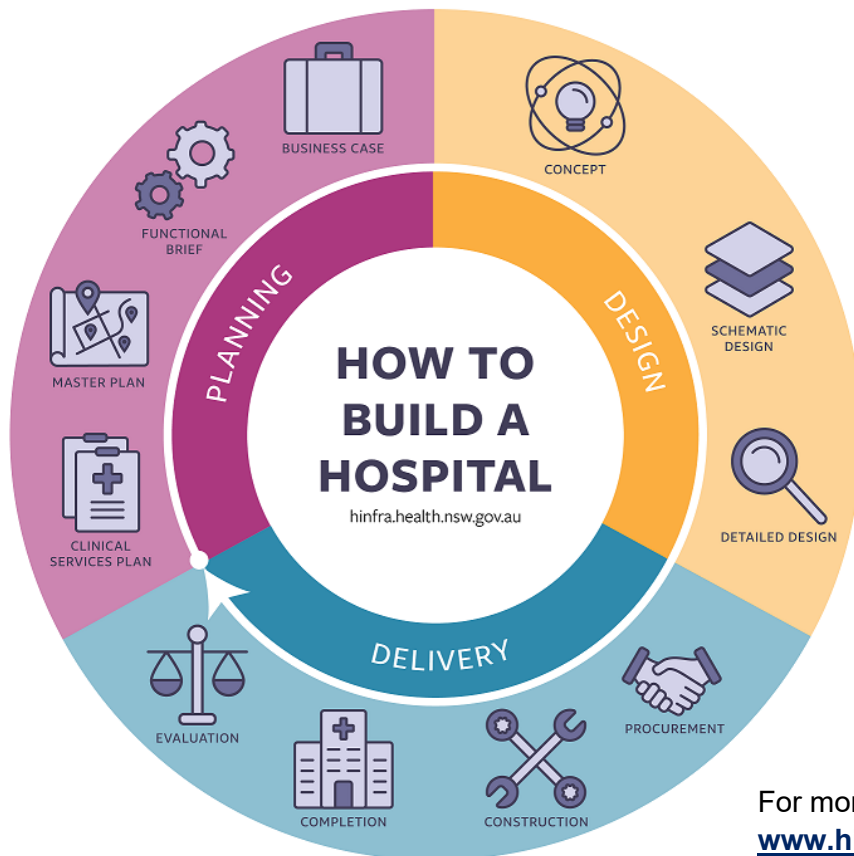 HOW TO
BUILD A
HOSPITAL
hinfra.health.nsw.gov.au
PLANNING
CLINICAL
SERVICES PLAN
MASTER PLAN
FUNCTIONAL
BRIEF
BUSINESS CASE
DESIGN
CONCEPT
SCHEMATIC
DESIGN
DETAILED DESIGN
DELIVERY
PROCUREMENT
CONSTRUCTION
COMPLETION
EVALUATION
For
www.h